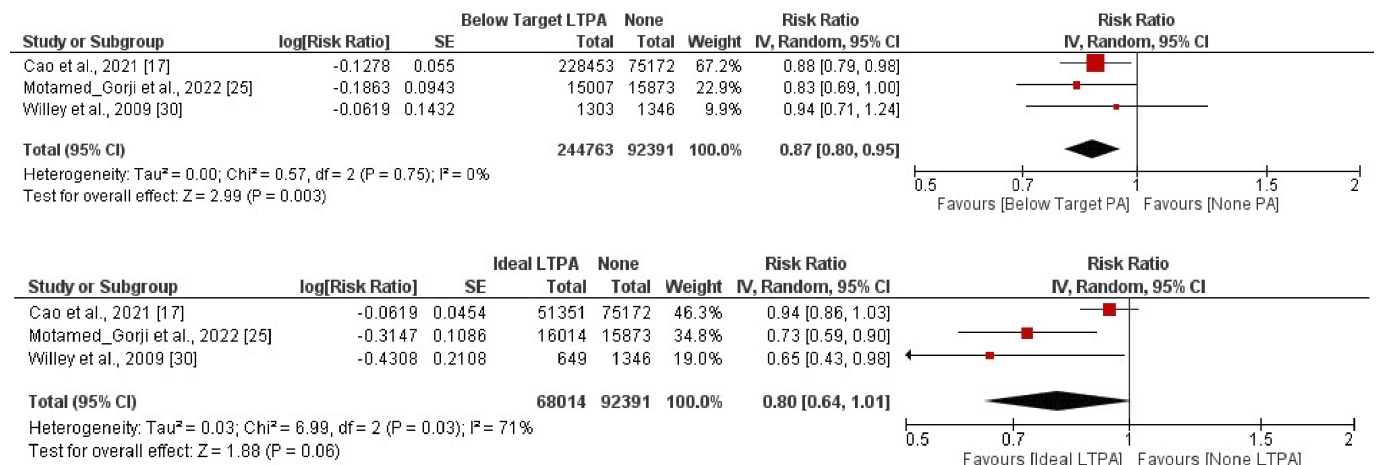 Below Target LTPA None Risk Ratio Risk Ratio
Study or Subgroup log[Risk Ratio] SE Total Total Weight IV, Random, 95% CI IV, Random, 95% CI
Cao et al., 2021 [17] -0.1278 0.055 228453 75172 67.2% 0.88 [0.79, 0.98]
Motamed_Gorji et al., 2022 [25] -0.1863 0.0943 15007 15873 22.9% 0.83 [0.69, 1.00]
Willey et al., 2009 [30] -0.0619 0.1432 1303 1346 9.9% 0.94 [0.71, 1.24]
Total (95% CI) 244763 92391 100.0% 0.87 [0.80, 0.95]
Heterogeneity: Tau² = 0.00; Chi² = 0.57, df = 2 (P = 0.75); I² = 0%
Test for overall effect: Z = 2.99 (P = 0.003)
0.5 0.7 1 1.5 2
Favours [Below Target PA] Favours [None PA]
Ideal LTPA None Risk Ratio Risk Ratio
Study or Subgroup log[Risk Ratio] SE Total Total Weight IV, Random, 95% CI IV, Random, 95% CI
Cao et al., 2021 [17] -0.0619 0.0454 51351 75172 46.3% 0.94 [0.86, 1.03]
Motamed_Gorji et al., 2022 [25] -0.3147 0.1086 16014 15873 34.8% 0.73 [0.59, 0.90]
Willey et al., 2009 [30] -0.4308 0.2108 649 1346 19.0% 0.65 [0.43, 0.98]
Total (95% CI) 68014 92391 100.0% 0.80 [0.64, 1.01]
Heterogeneity: Tau² = 0.03; Chi² = 6.99, df = 2 (P = 0.03); I² = 71%
Test for overall effect: Z = 1.88 (P = 0.06)
0.5 0.7 1 1.5 2
Favours [Ideal LTPA] Favours [None LTPA]